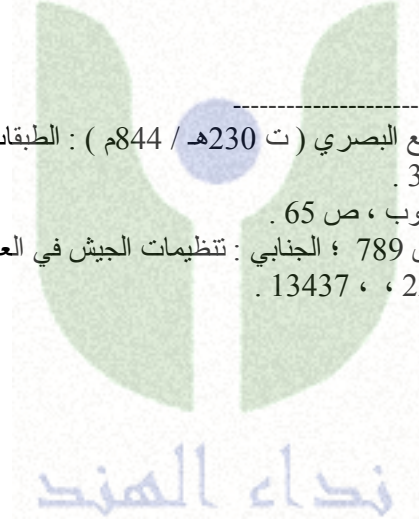 --------------------
ع البصري ( ت 230هـ / 844م ) : الطبقات
3 .
وب ، ص 65 .
789 ؛ الجنابي : تنظيمات الجيش في الع
2 ، ، 13437 .
نداء الهند